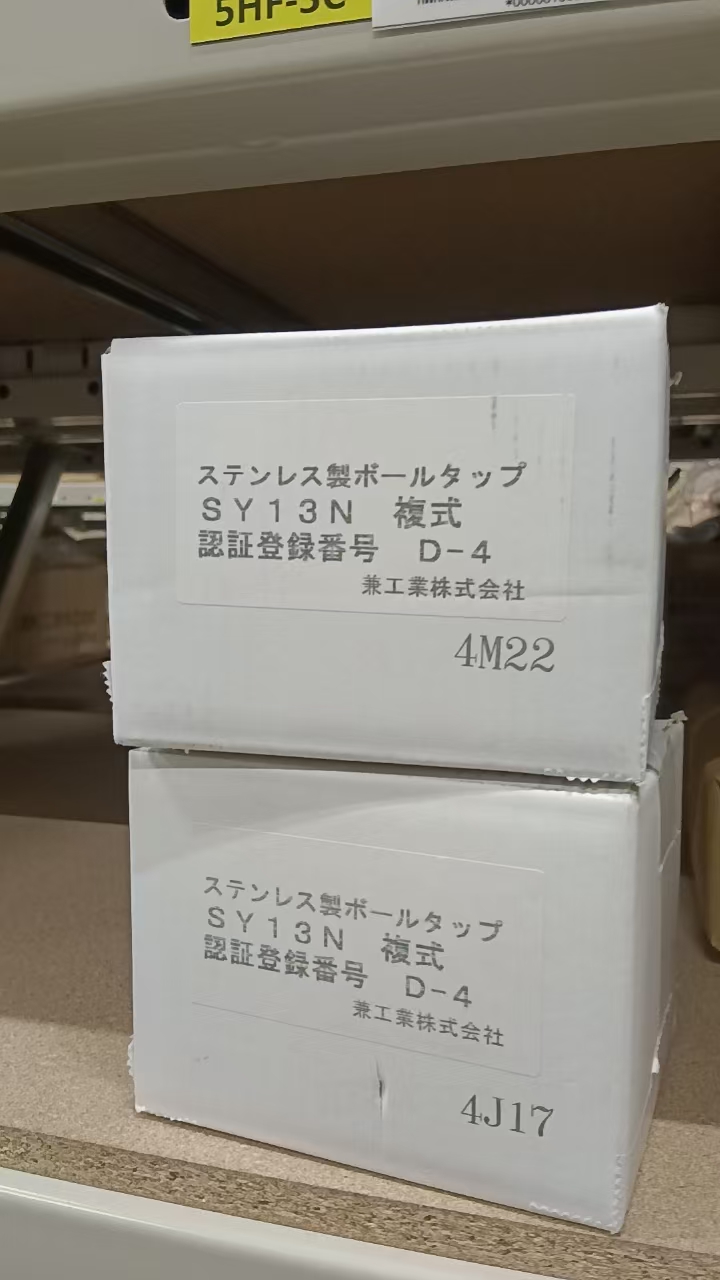 5HF-5C
ステンレス製ボールタップ
ＳＹ１３Ｎ　複式
認証登録番号　Ｄ－４
兼工業株式会社
4M22
ステンレス製ボールタップ
ＳＹ１３Ｎ　複式
認証登録番号　Ｄ－４
兼工業株式会社
4J17